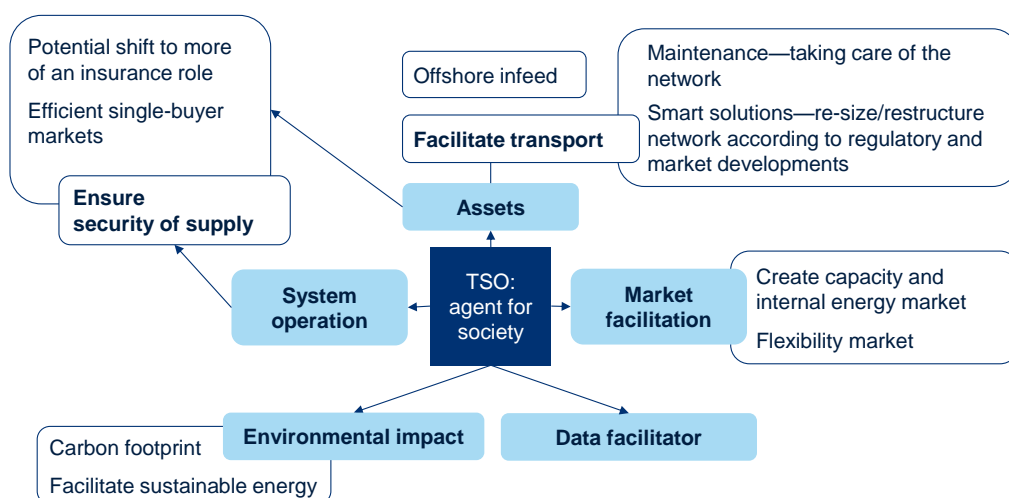 Potential shift to more
of an insurance role
Efficient single-buyer
markets
Ensure
security of supply
Offshore infeed
Facilitate transport
Maintenance—taking care of the
network
Smart solutions—re-size/restructure
network according to regulatory and
market developments
Assets
System
operation
TSO:
agent for
society
Market
facilitation
Create capacity and
internal energy market
Flexibility market
Environmental impact
Data facilitator
Carbon footprint
Facilitate sustainable energy